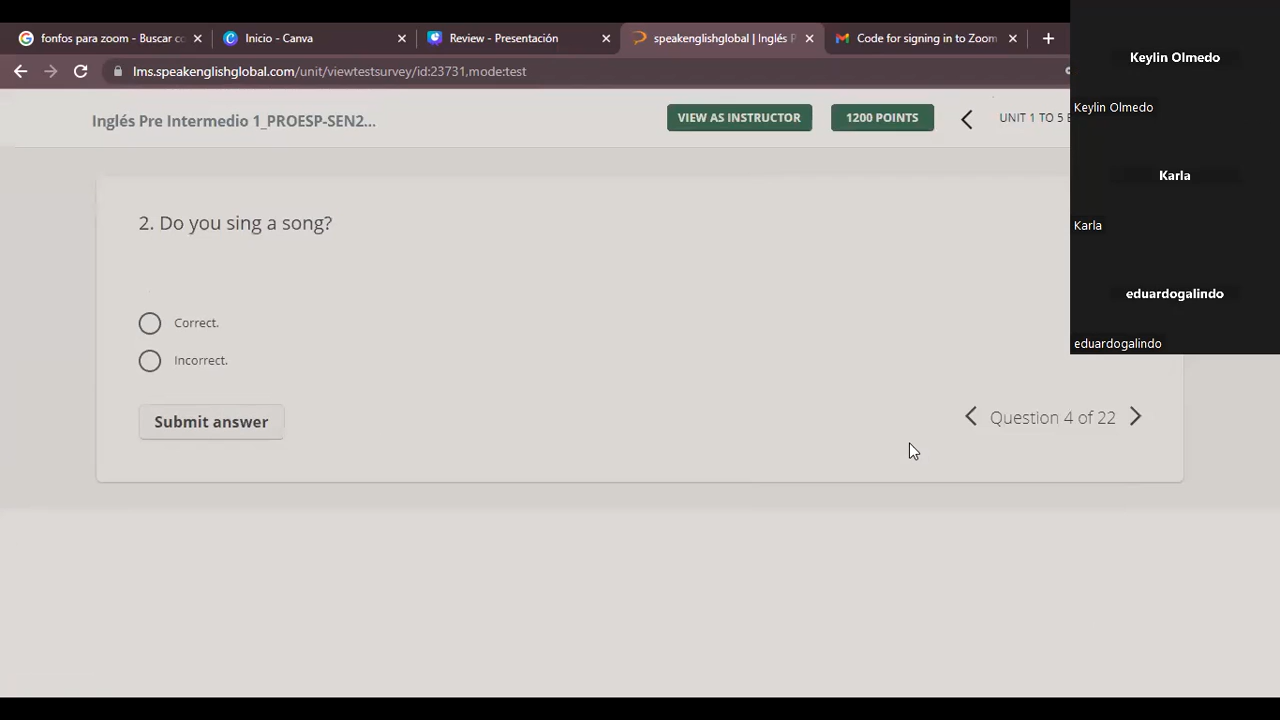 fonfos para zoom - Buscar co
Inicio - Canva
Review - Presentación
speakenglishglobal | Inglés P
Code for signing in to Zoom
lms.speakenglishglobal.com/unit/viewtestsurvey/id:23731,mode:test
Inglés Pre Intermedio 1_PROESP-SEN2...
VIEW AS INSTRUCTOR
1200 POINTS
UNIT 1 TO 5 E
Keylin Olmedo
Keylin Olmedo
Karla
Karla
eduardogalindo
eduardogalindo
2. Do you sing a song?
Correct.
Incorrect.
Submit answer
Question 4 of 22